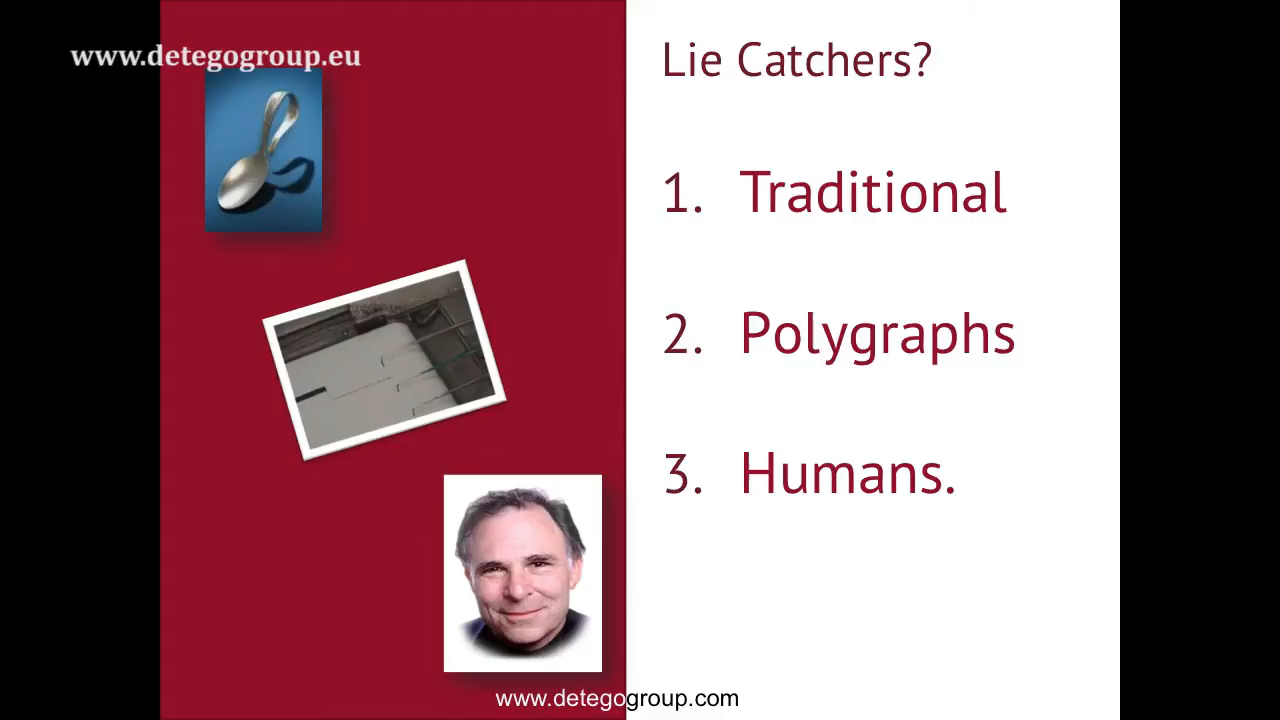 www.detegogroup.eu
Lie Catchers?
1. Traditional
2. Polygraphs
3. Humans.
www.detegogroup.com